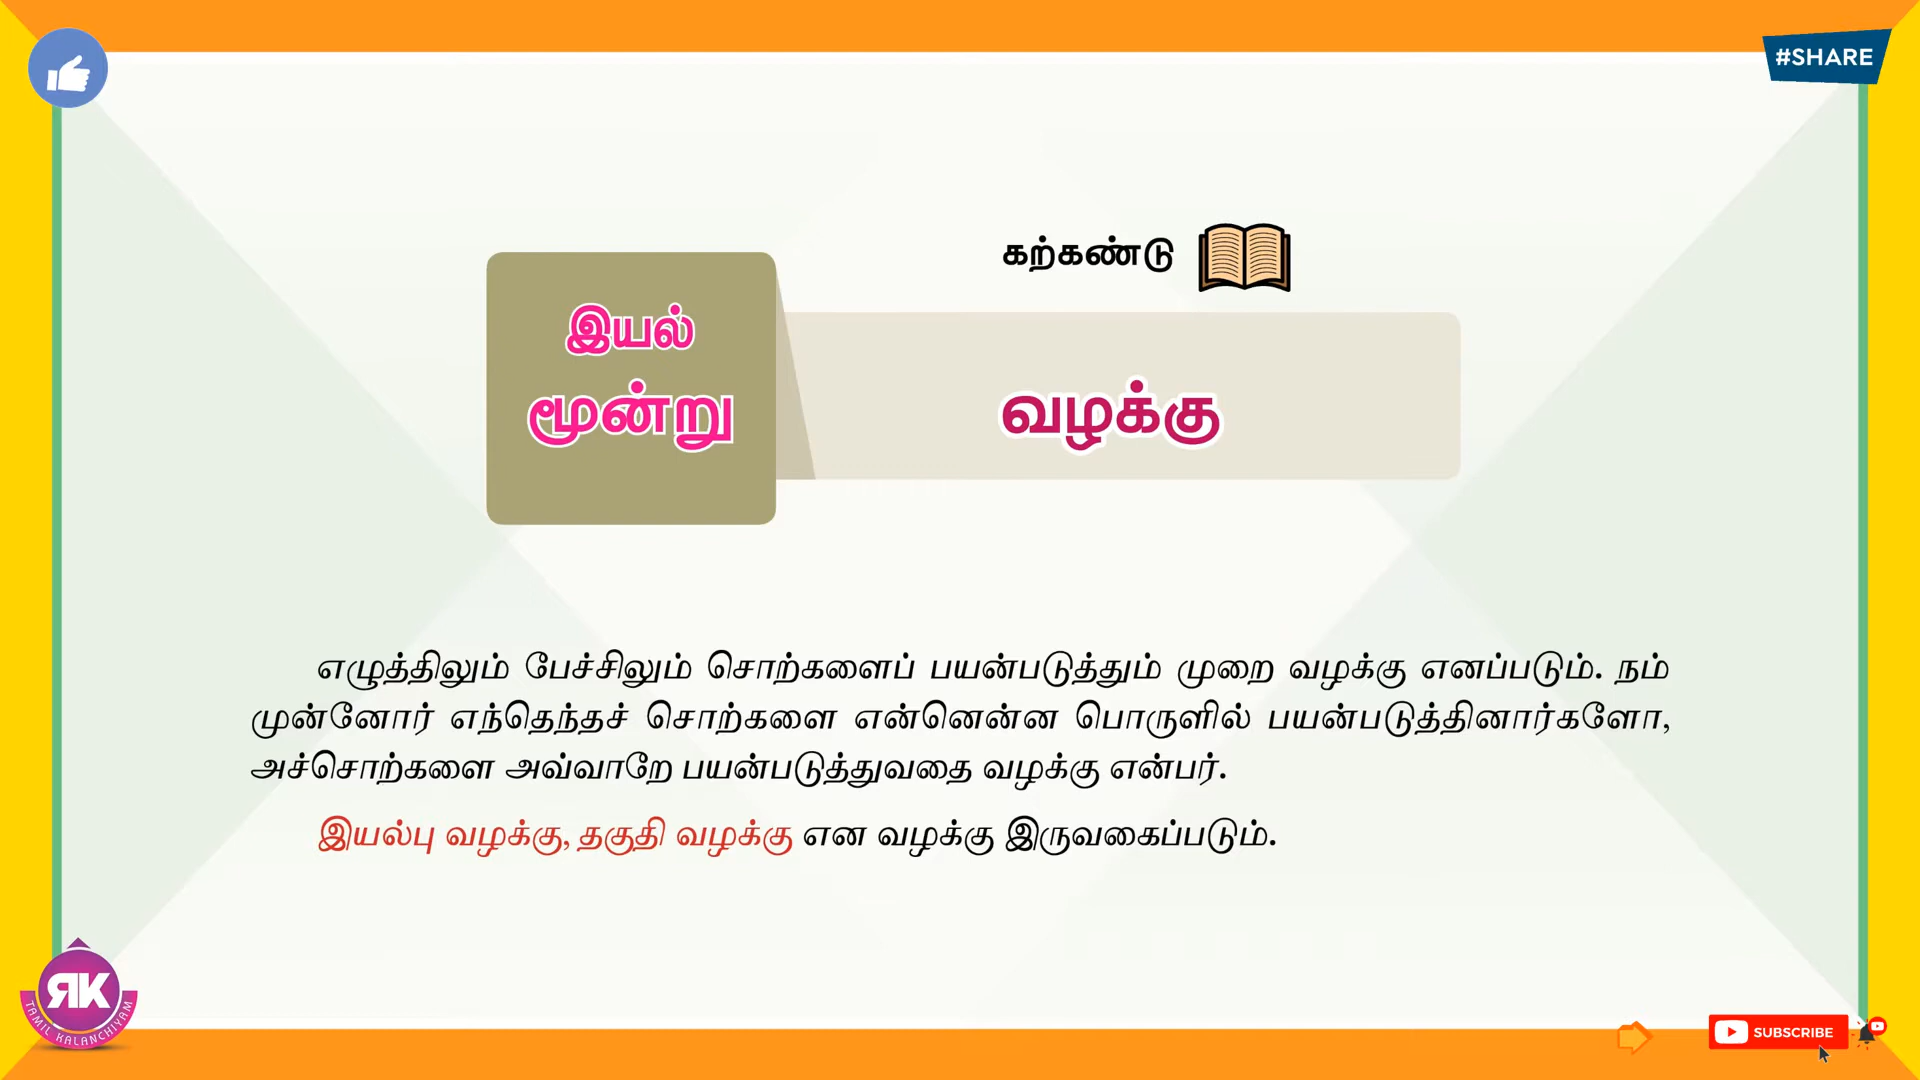 #SHARE
கற்கண்டு
இயல்
மூன்று
வழக்கு
எழுத்திலும் பேச்சிலும் சொற்களைப் பயன்படுத்தும் முறை வழக்கு எனப்படும். நம்
முன்னோர் எந்தெந்தச் சொற்களை என்னென்ன பொருளில் பயன்படுத்தினார்களோ,
அச்சொற்களை அவ்வாறே பயன்படுத்துவதை வழக்கு என்பர்.
இயல்பு வழக்கு, தகுதி வழக்கு என வழக்கு இருவகைப்படும்.
RK
TAMIL KALANCHIYAM
SUBSCRIBE